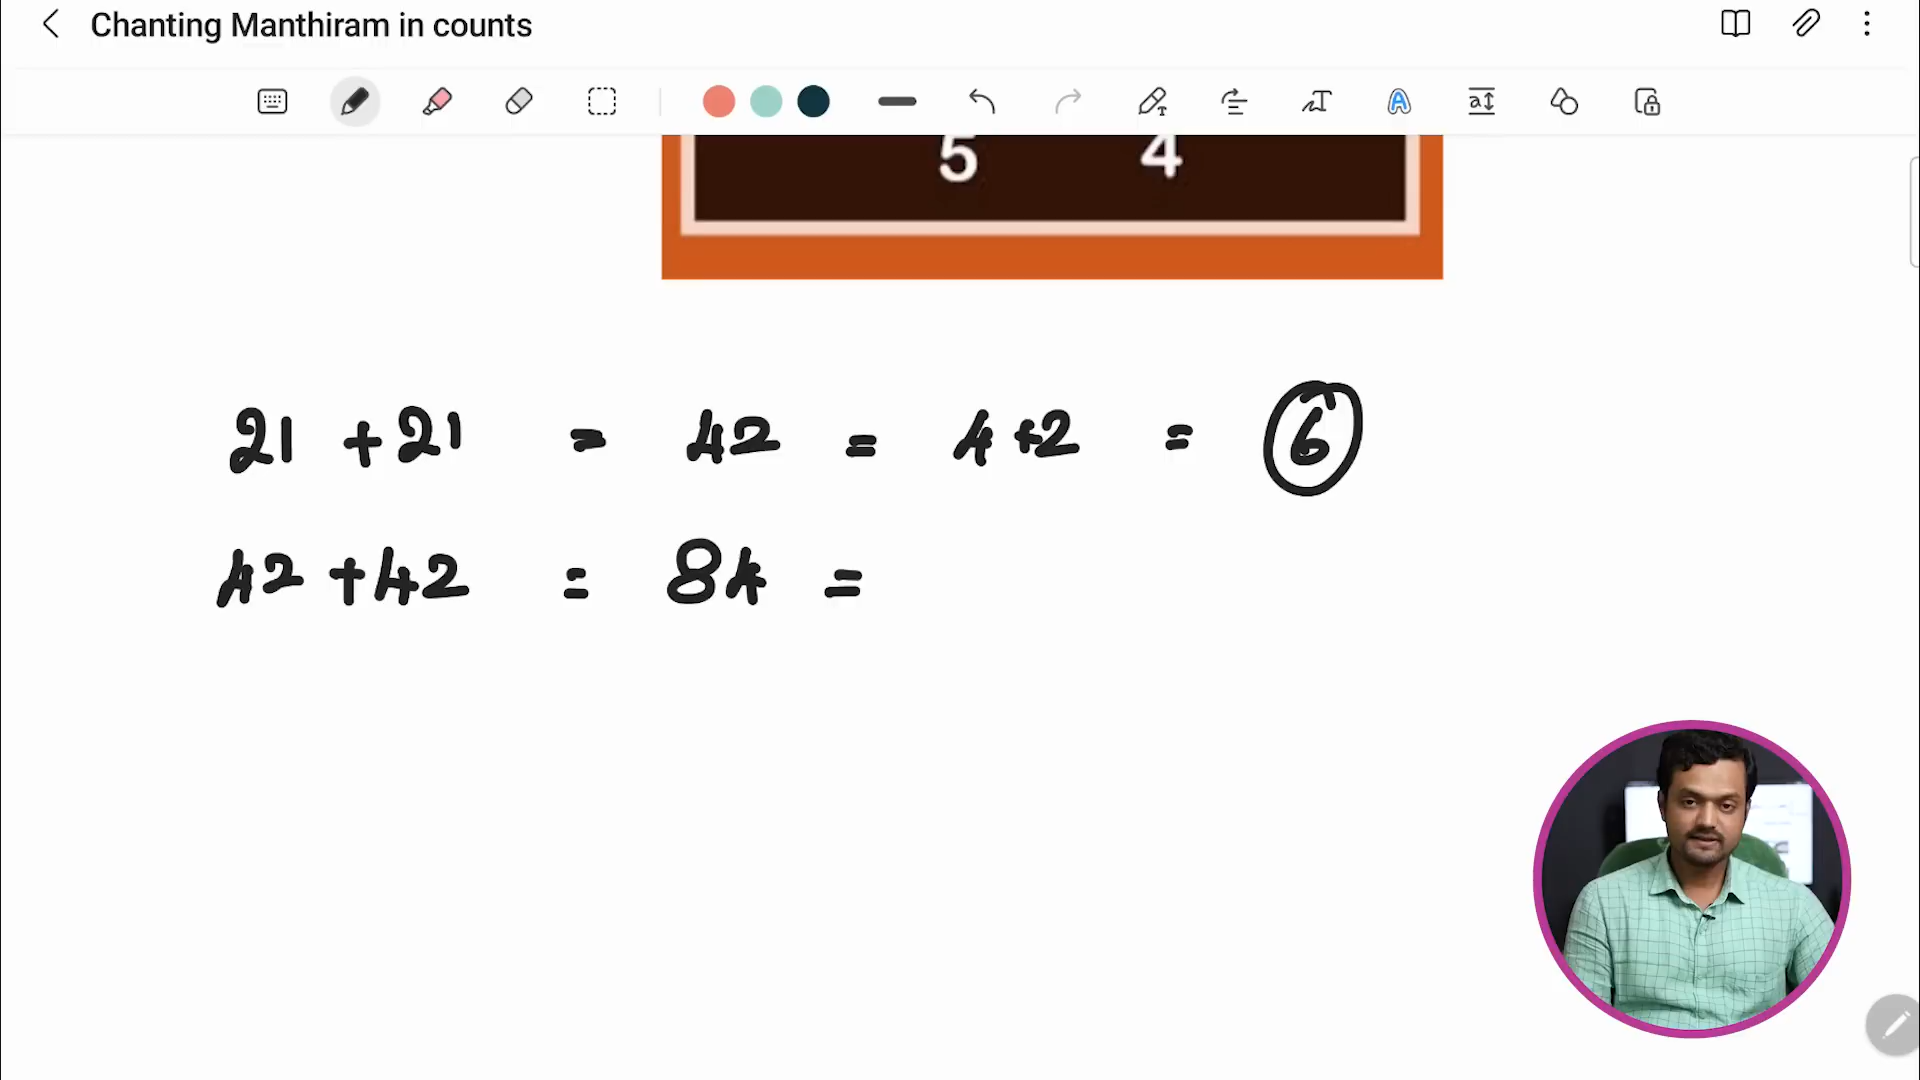 Chanting Manthiram in counts
5 4
21 + 21 = 42 = 4 + 2 = 6
42 + 42 = 84 =